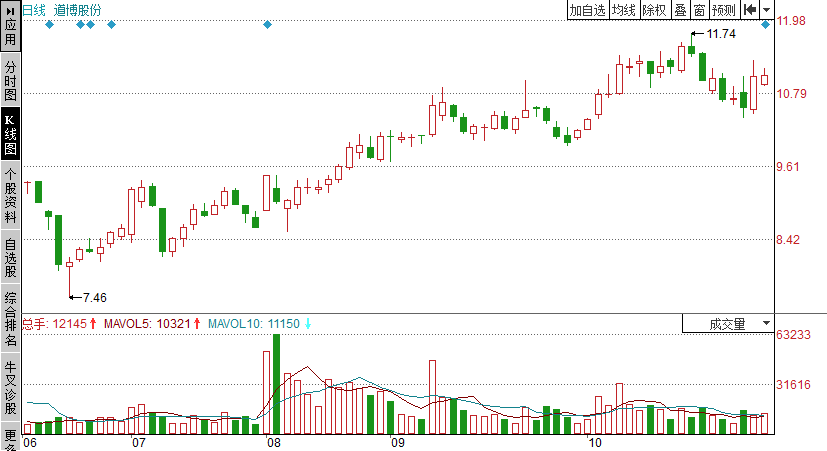 日线 道博股份
加自选 均线 除权 叠 窗 预测
应用
分时图
K线图
个股资料
自选股
综合排名
牛叉诊股
更多
11.98
11.74
10.79
9.61
8.42
7.46
总手: 12145 MAVOL5: 10321 MAVOL10: 11150
成交量
63233
31616
06 07 08 09 10